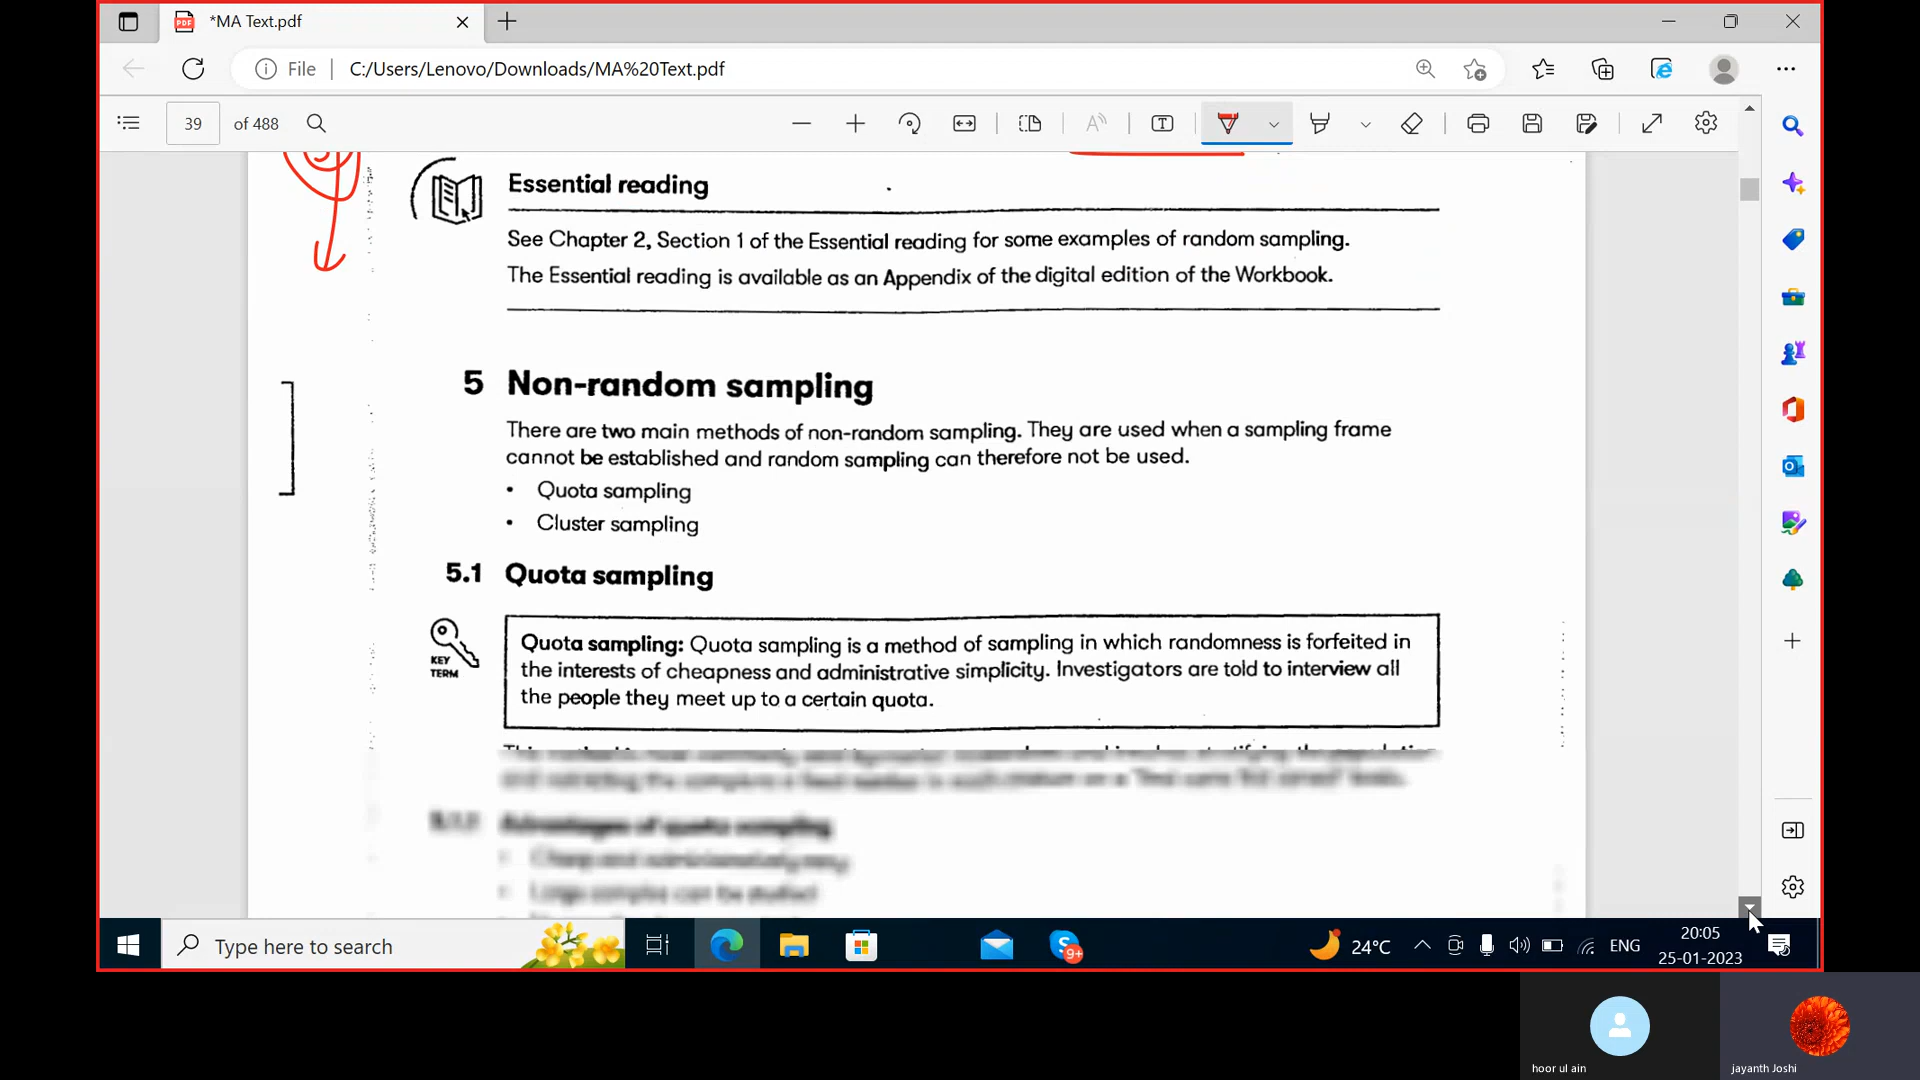 *MA Text.pdf
File
C:/Users/Lenovo/Downloads/MA%20Text.pdf
39 of 488
Essential reading
See Chapter 2, Section 1 of the Essential reading for some examples of random sampling.
The Essential reading is available as an Appendix of the digital edition of the Workbook.
5 Non-random sampling
There are two main methods of non-random sampling. They are used when a sampling frame
cannot be established and random sampling can therefore not be used.
• Quota sampling
• Cluster sampling
5.1 Quota sampling
KEY
TERM
Quota sampling: Quota sampling is a method of sampling in which randomness is forfeited in
the interests of cheapness and administrative simplicity. Investigators are told to interview all
the people they meet up to a certain quota.
Advantages of quota sampling
Type here to search
9+
24°C
ENG
20:05
25-01-2023
hoor ul ain
jayanth Joshi